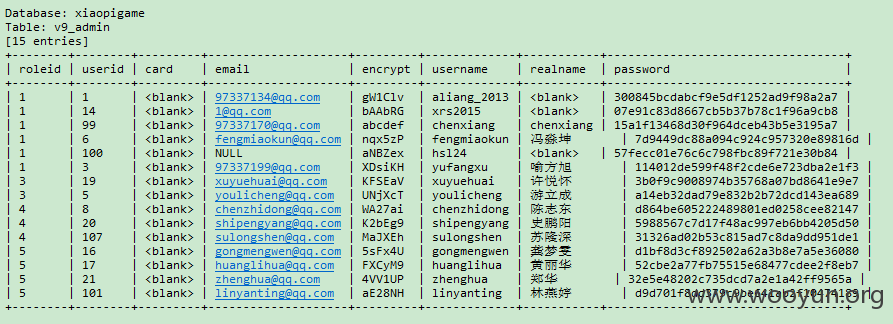 Database: xiaopigame
Table: v9_admin
[15 entries]
| roleid | userid | card | email | encrypt | username | realname | password |
| 1 | 1 | <blank> | 97337134@qq.com | gW1Clv | aliang_2013 | <blank> | 300845bcdabcf9e5df1252ad9f98a2a7 |
| 1 | 14 | <blank> | 1@qq.com | bAAbRG | xrs2015 | <blank> | 07e91c83d8667cb5b37b78c1f96a9cb8 |
| 1 | 99 | <blank> | 97337170@qq.com | abcdef | chenxiang | chenxiang | 15a1f13468d30f964dceb43b5e3195a7 |
| 1 | 6 | <blank> | fengmiaokun@qq.com | nqx5zP | fengmiaokun | 冯淼坤 | 7d9449dc88a094c924c957320e89816d |
| 1 | 100 | <blank> | NULL | aNBZex | hsl24 | <blank> | 57fecc01e76c6c798fbc89f721e30b84 |
| 1 | 3 | <blank> | 97337199@qq.com | XDsiKH | yufangxu | 喻方旭 | 114012de599f48f2cde6e723dba2e1f3 |
| 3 | 19 | <blank> | xuyuehuai@qq.com | KFSEaV | xuyuehuai | 许悦怀 | 3b0f9c9008974b35768a07bd8641e9e7 |
| 3 | 5 | <blank> | youlicheng@qq.com | UNjXcT | youlicheng | 游立成 | a14eb32dad79e832b2b72dcd143ea689 |
| 4 | 8 | <blank> | chenzhidong@qq.com | WA27ai | chenzhidong | 陈志东 | d864be605222489801ed0258cee82147 |
| 4 | 20 | <blank> | shipengyang@qq.com | K2bEg9 | shipengyang | 史鹏阳 | 5988567c7d17f48ac997eb6bb4205d50 |
| 4 | 107 | <blank> | sulongshen@qq.com | MaJXEh | sulongshen | 苏隆深 | 31326ad02b53c815ad7c8da9dd951de1 |
| 5 | 16 | <blank> | gongmengwen@qq.com | 5sFx4U | gongmengwen | 龚梦雯 | d1bf8d3cf892502a62a3b8e7a5e36080 |
| 5 | 17 | <blank> | huanglihua@qq.com | FXCyM9 | huanglihua | 黄丽华 | 52cbe2a77fb75515e68477cdee2f8eb7 |
| 5 | 21 | <blank> | zhenghua@qq.com | 4VV1UP | zhenghua | 郑华 | 32e5e48202c735dcd7a2e1a42ff9565a |
| 5 | 101 | <blank> | linyanting@qq.com | aE28NH | linyanting | 林燕婷 |
www.wooyun.org